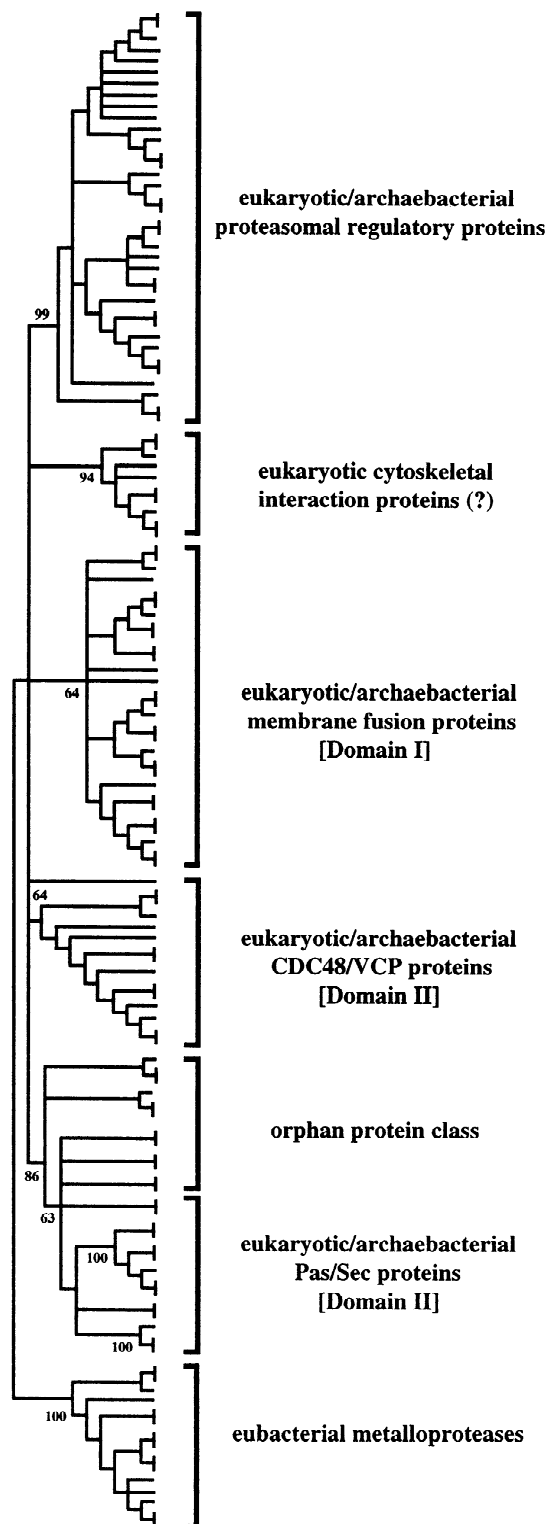 99
eukaryotic/archaebacterial
proteasomal regulatory proteins
94
eukaryotic cytoskeletal
interaction proteins (?)
64
eukaryotic/archaebacterial
membrane fusion proteins
[Domain I]
64
eukaryotic/archaebacterial
CDC48/VCP proteins
[Domain II]
orphan protein class
86
63
100
eukaryotic/archaebacterial
Pas/Sec proteins
[Domain II]
100
100
eubacterial metalloproteases